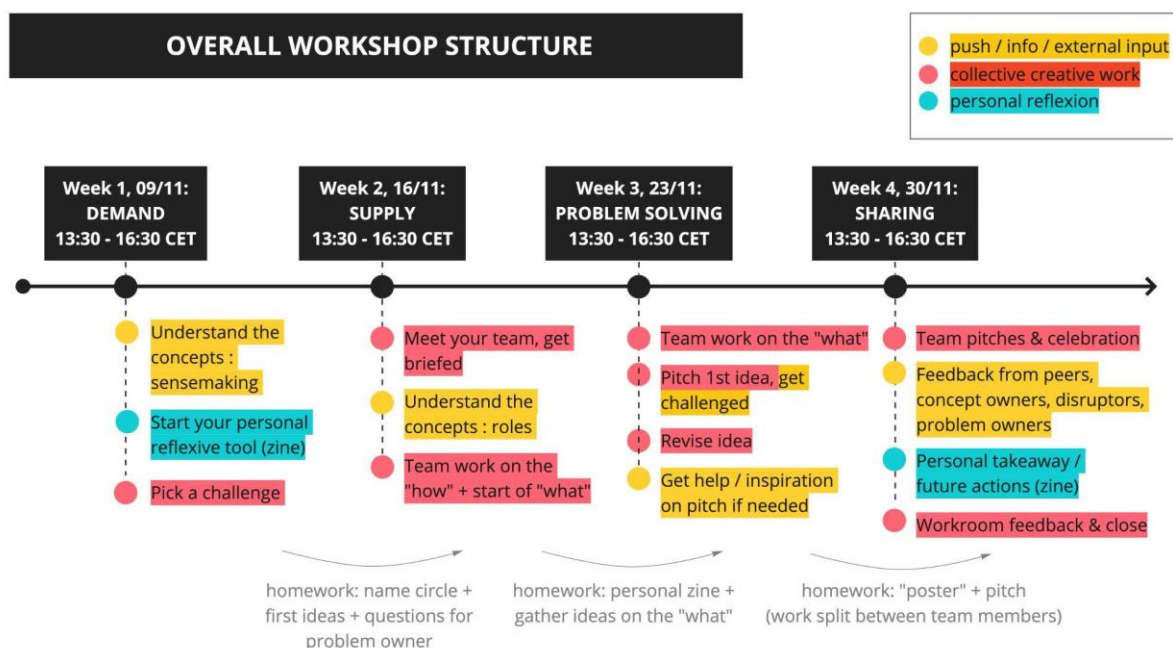 OVERALL WORKSHOP STRUCTURE
push / info / external input
collective creative work
personal reflexion
Week 1, 09/11:
DEMAND
13:30 - 16:30 CET
Week 2, 16/11:
SUPPLY
13:30 - 16:30 CET
Week 3, 23/11:
PROBLEM SOLVING
13:30 - 16:30 CET
Week 4, 30/11:
SHARING
13:30 - 16:30 CET
Understand the
concepts :
sensemaking
Start your personal
reflexive tool (zine)
Pick a challenge
Meet your team, get
briefed
Understand the
concepts : roles
Team work on the
"how" + start of "what"
Team work on the "what"
Pitch 1st idea, get
challenged
Revise idea
Get help / inspiration
on pitch if needed
Team pitches & celebration
Feedback from peers,
concept owners, disruptors,
problem owners
Personal takeaway /
future actions (zine)
Workroom feedback & close
homework: name circle +
first ideas + questions for
problem owner
homework: personal zine +
gather ideas on the "what"
homework: "poster" + pitch
(work split between team members)